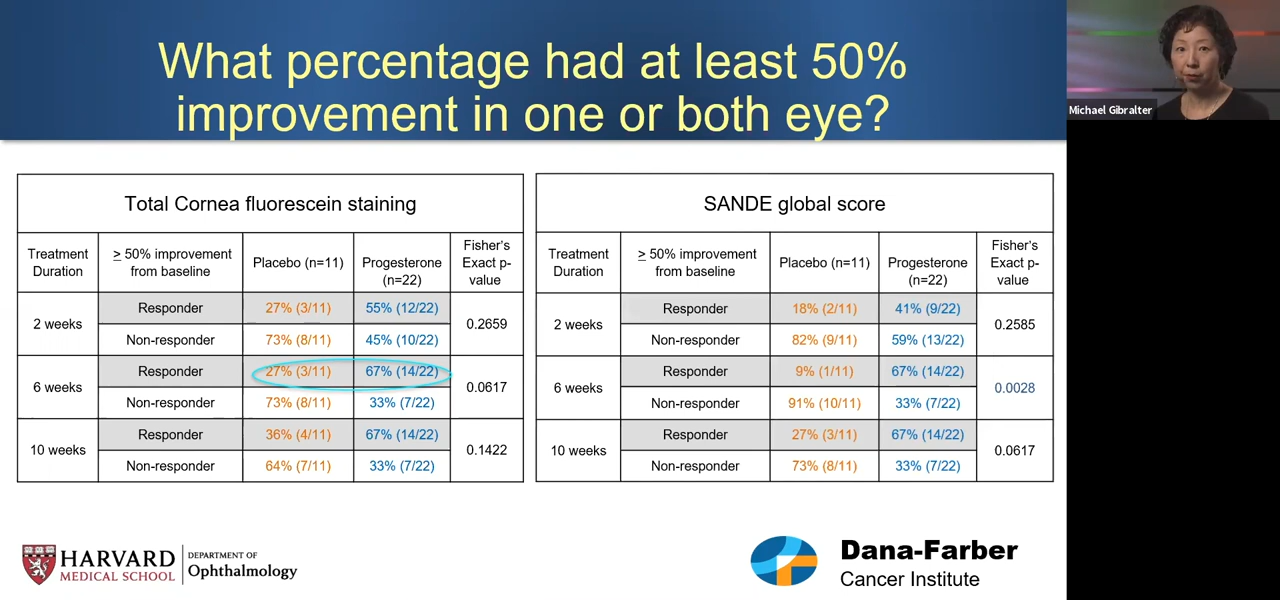 What percentage had at least 50%
improvement in one or both eye?
Michael Gibralter
Total Cornea fluorescein staining
Treatment Duration | ≥ 50% improvement from baseline | Placebo (n=11) | Progesterone (n=22) | Fisher's Exact p-value
2 weeks | Responder | 27% (3/11) | 55% (12/22) | 0.2659
Non-responder | 73% (8/11) | 45% (10/22)
6 weeks | Responder | 27% (3/11) | 67% (14/22) | 0.0617
Non-responder | 73% (8/11) | 33% (7/22)
10 weeks | Responder | 36% (4/11) | 67% (14/22) | 0.1422
Non-responder | 64% (7/11) | 33% (7/22)
SANDE global score
Treatment Duration | ≥ 50% improvement from baseline | Placebo (n=11) | Progesterone (n=22) | Fisher's Exact p-value
2 weeks | Responder | 18% (2/11) | 41% (9/22) | 0.2585
Non-responder | 82% (9/11) | 59% (13/22)
6 weeks | Responder | 9% (1/11) | 67% (14/22) | 0.0028
Non-responder | 91% (10/11) | 33% (7/22)
10 weeks | Responder | 27% (3/11) | 67% (14/22) | 0.0617
Non-responder | 73% (8/11) | 33% (7/22)
HARVARD
MEDICAL SCHOOL
DEPARTMENT OF
Ophthalmology
Dana-Farber
Cancer Institute